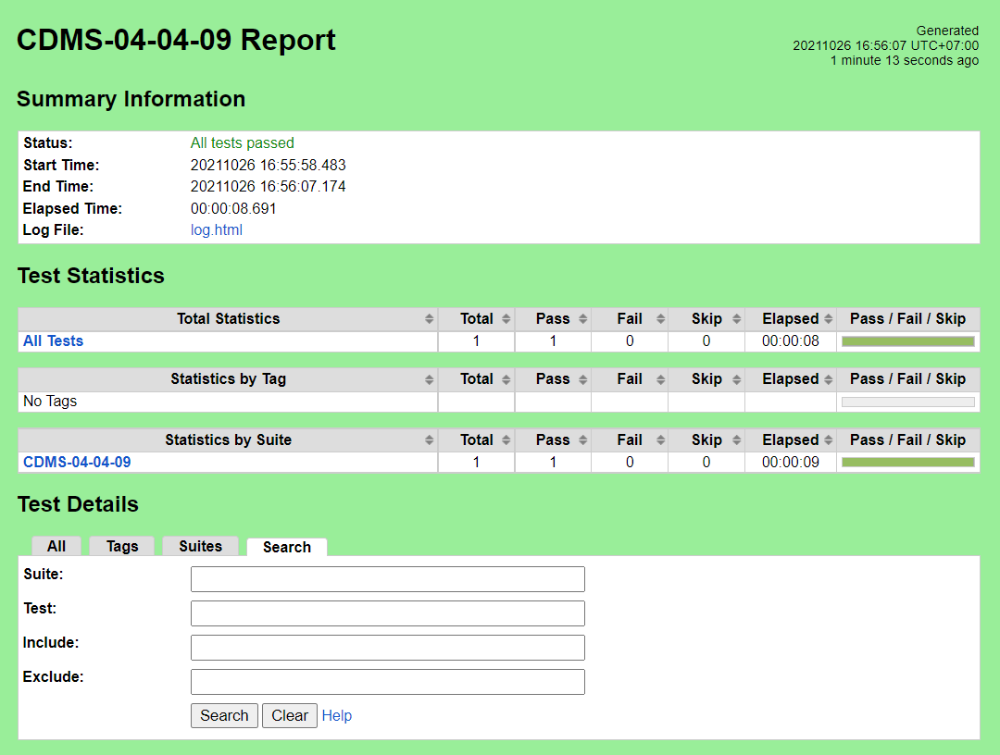 CDMS-04-04-09 Report
Generated
20211026 16:56:07 UTC+07:00
1 minute 13 seconds ago
Summary Information
Status: All tests passed
Start Time: 20211026 16:55:58.483
End Time: 20211026 16:56:07.174
Elapsed Time: 00:00:08.691
Log File: log.html
Test Statistics
Total Statistics Total Pass Fail Skip Elapsed Pass / Fail / Skip
All Tests 1 1 0 0 00:00:08
Statistics by Tag Total Pass Fail Skip Elapsed Pass / Fail / Skip
No Tags
Statistics by Suite Total Pass Fail Skip Elapsed Pass / Fail / Skip
CDMS-04-04-09 1 1 0 0 00:00:09
Test Details
All Tags Suites Search
Suite:
Test:
Include:
Exclude:
Search Clear Help